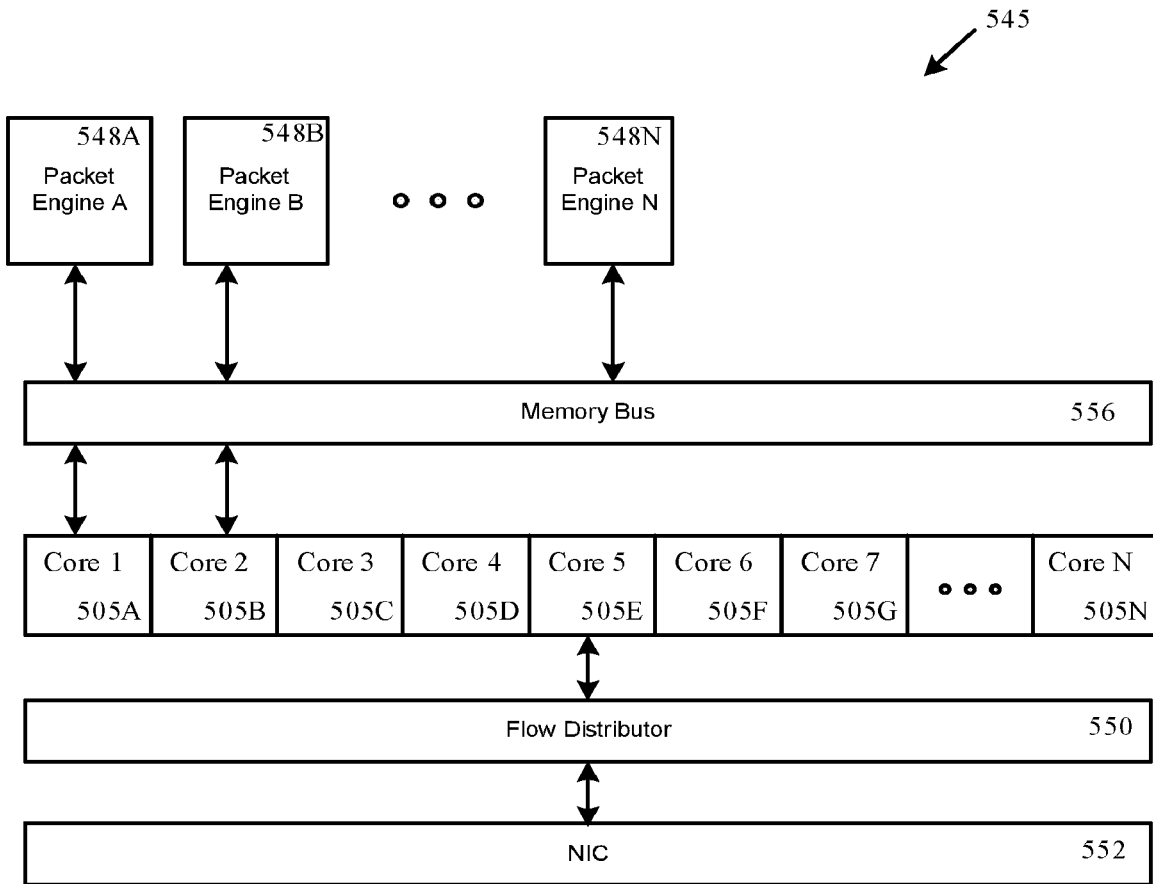 545
548A
Packet
Engine A
548B
Packet
Engine B
548N
Packet
Engine N
Memory Bus
556
Core 1
505A
Core 2
505B
Core 3
505C
Core 4
505D
Core 5
505E
Core 6
505F
Core 7
505G
Core N
505N
Flow Distributor
550
NIC
552